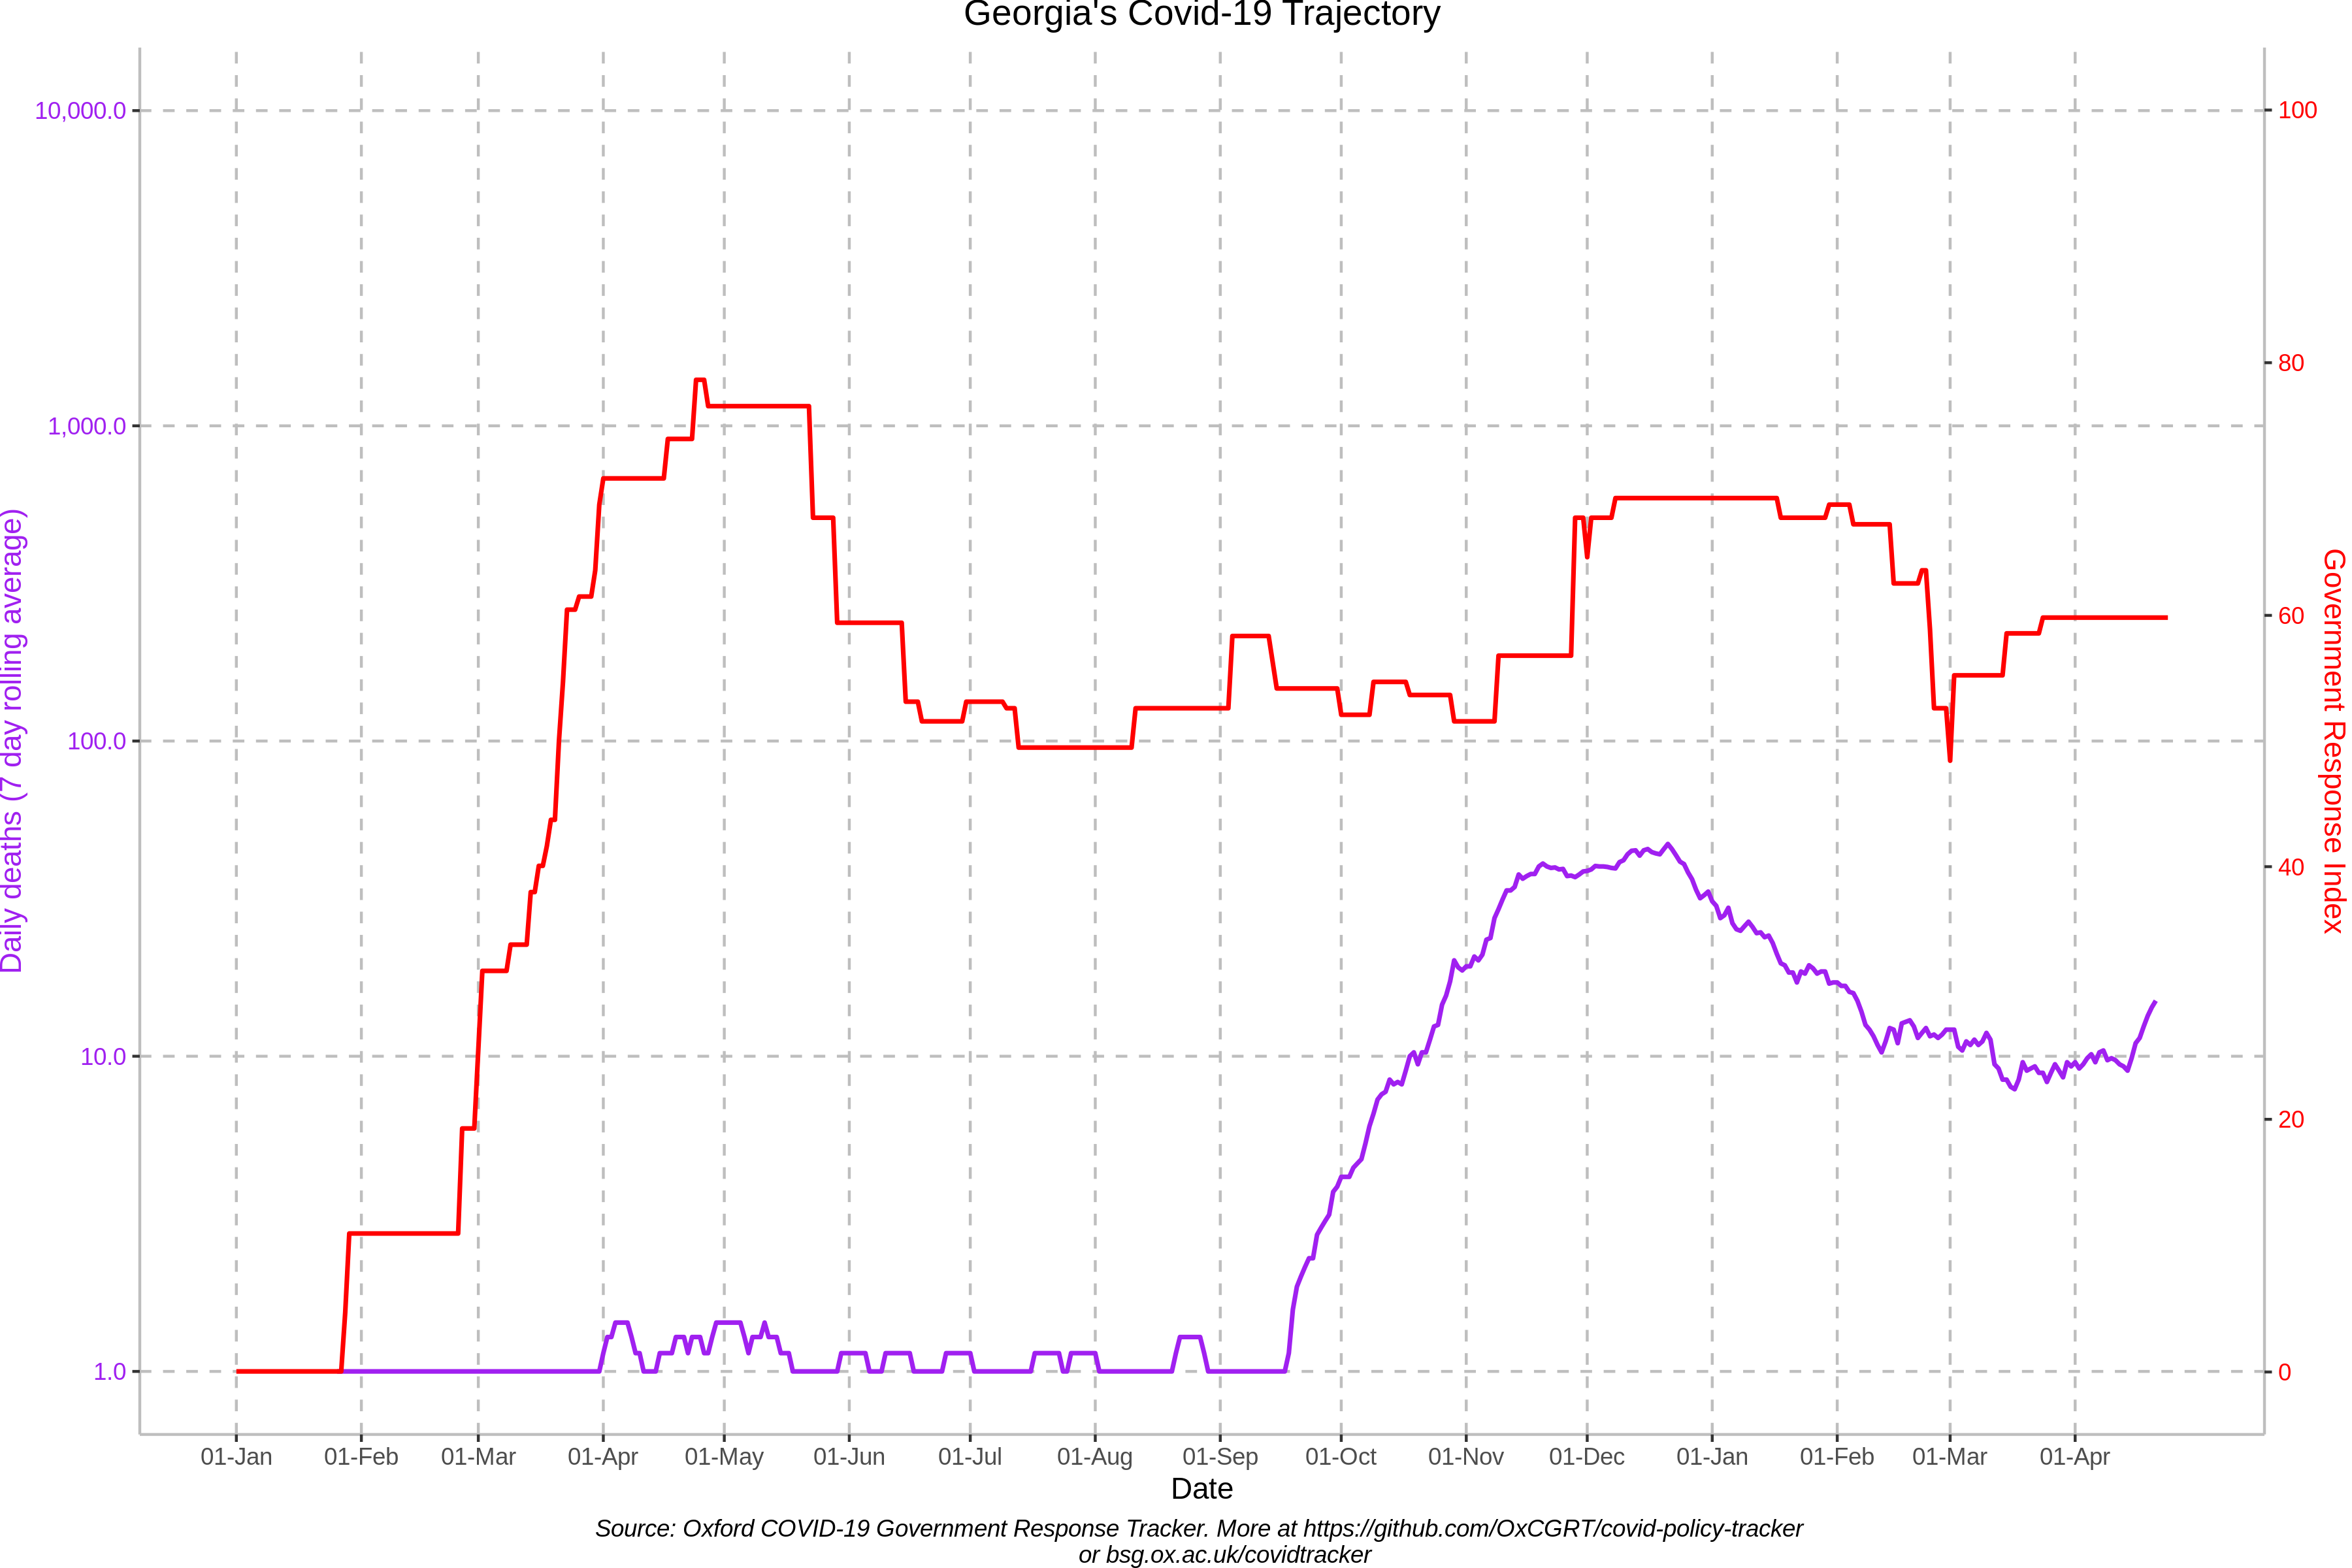 Georgia's Covid-19 Trajectory
10,000.0
1,000.0
100.0
10.0
1.0
Daily deaths (7 day rolling average)
100
80
60
40
20
0
Government Response Index
01-Jan 01-Feb 01-Mar 01-Apr 01-May 01-Jun 01-Jul 01-Aug 01-Sep 01-Oct 01-Nov 01-Dec 01-Jan 01-Feb 01-Mar 01-Apr
Date
Source: Oxford COVID-19 Government Response Tracker. More at https://github.com/OxCGRT/covid-policy-tracker
or bsg.ox.ac.uk/covidtracker